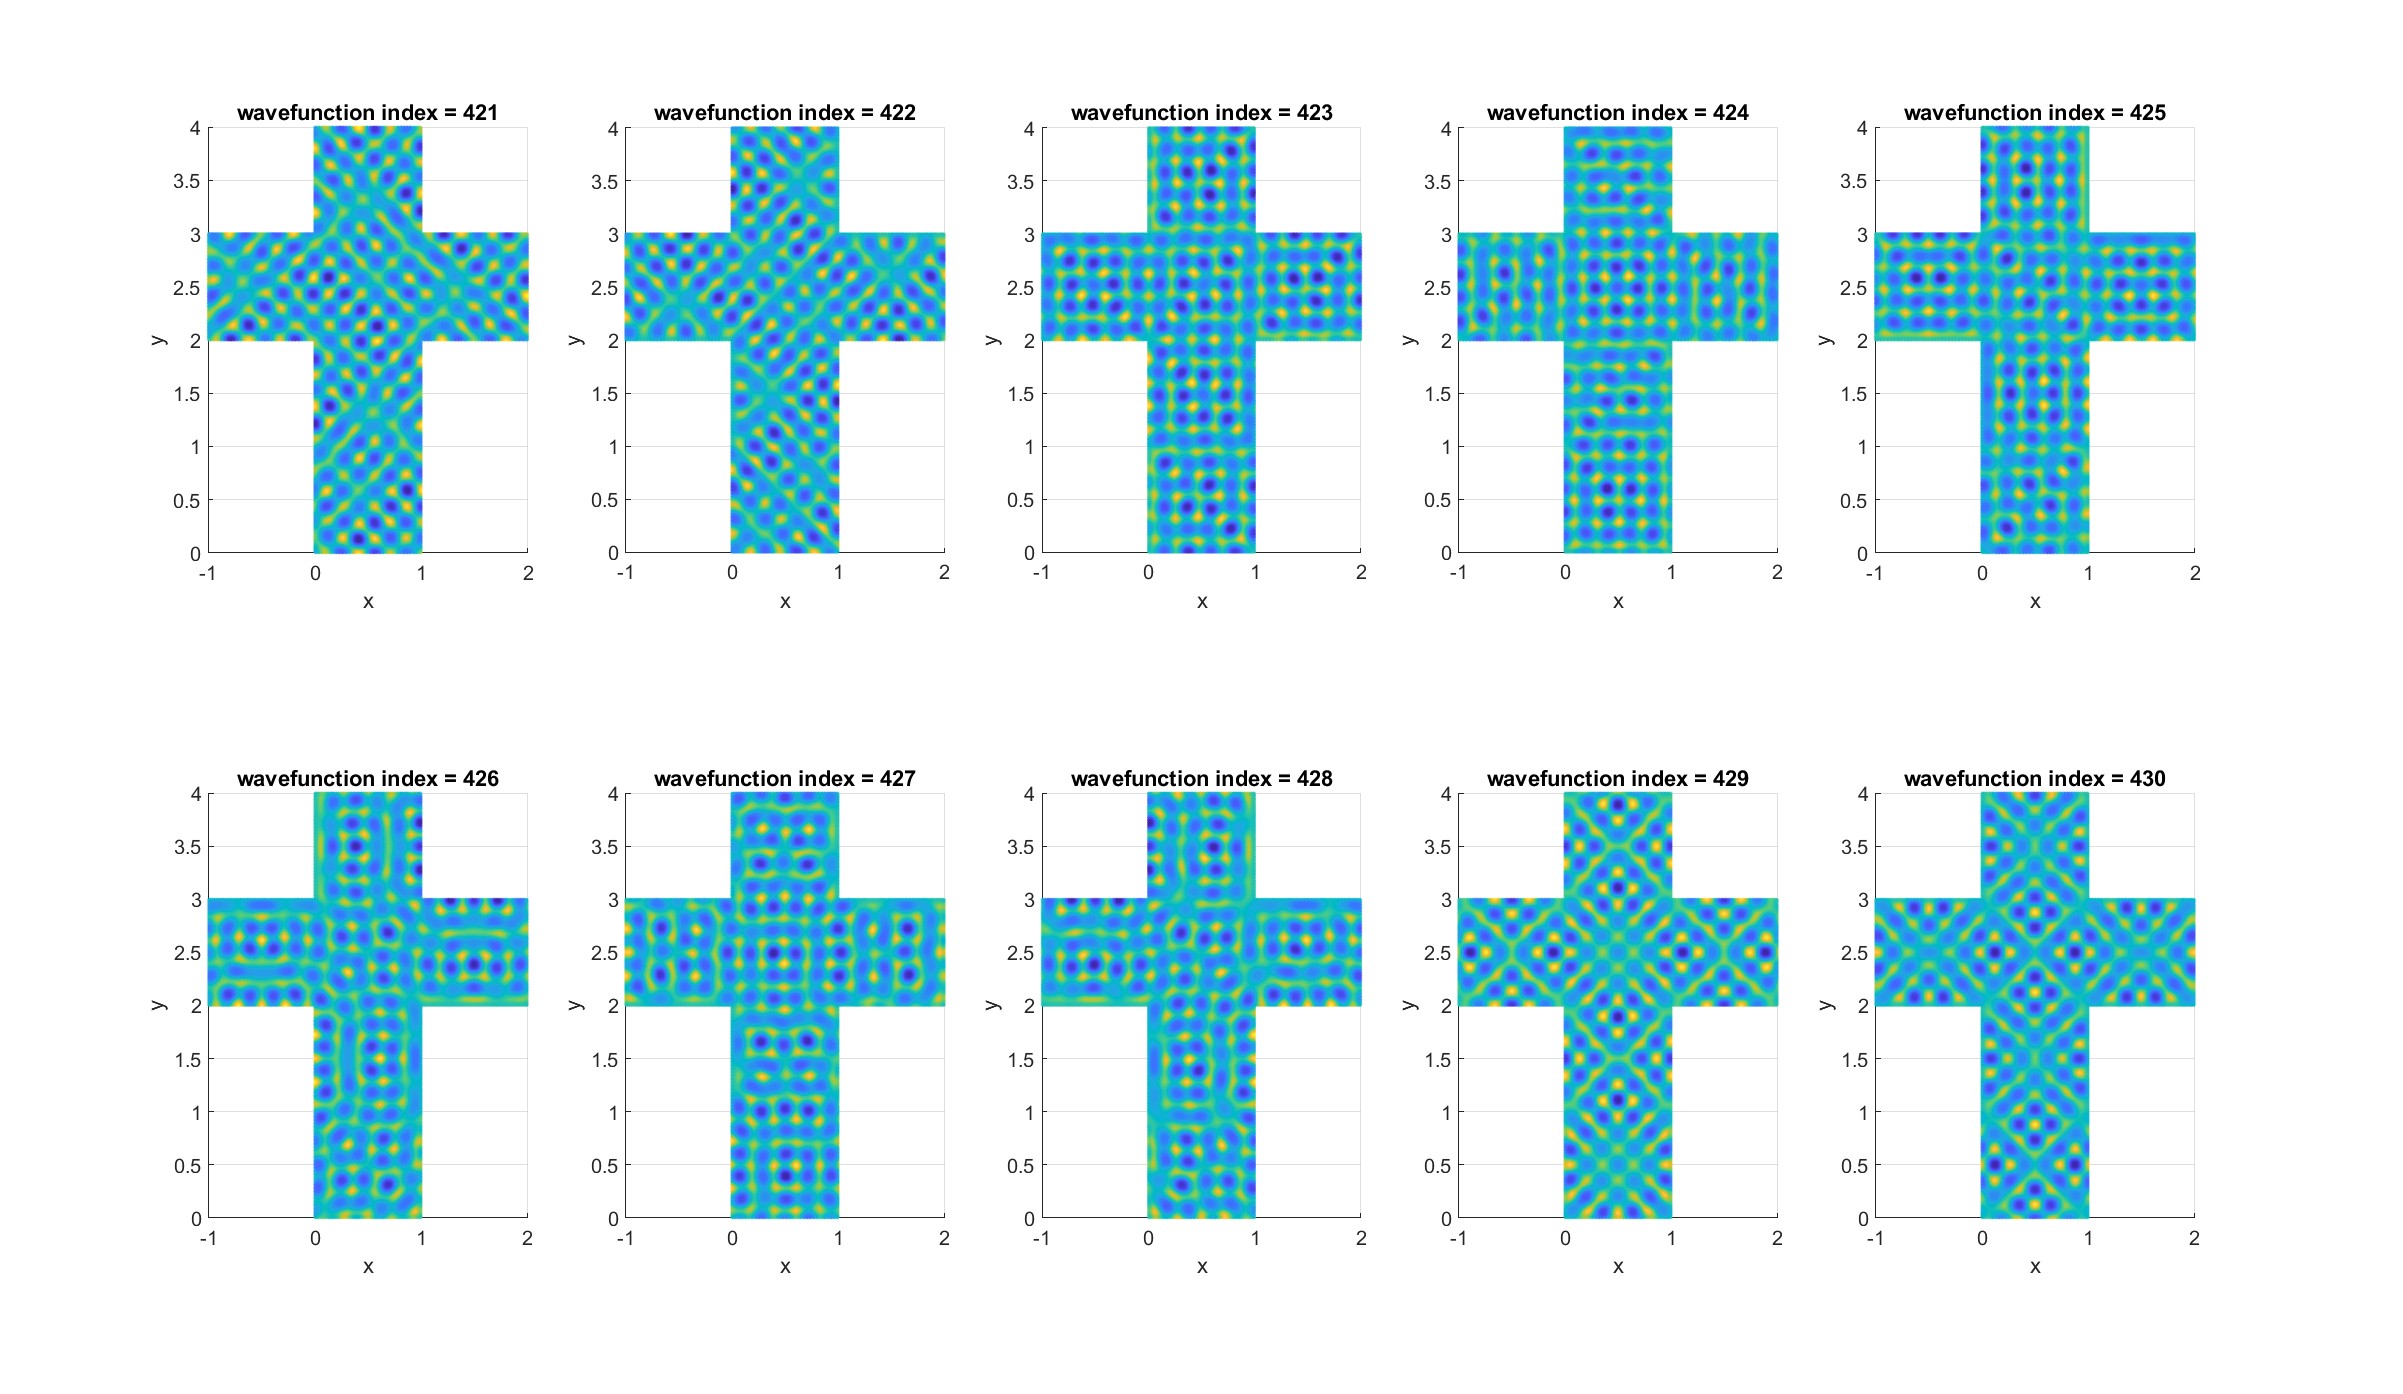 wavefunction index = 421
wavefunction index = 422
wavefunction index = 423
wavefunction index = 424
wavefunction index = 425
4 4 4 4 4
3.5 3.5 3.5 3.5 3.5
3 3 3 3 3
2.5 2.5 2.5 2.5 2.5
y y y y y
2 2 2 2 2
1.5 1.5 1.5 1.5 1.5
1 1 1 1 1
0.5 0.5 0.5 0.5 0.5
0 0 0 0 0
-1 0 1 2 -1 0 1 2 -1 0 1 2 -1 0 1 2 -1 0 1 2
x x x x x
wavefunction index = 426
wavefunction index = 427
wavefunction index = 428
wavefunction index = 429
wavefunction index = 430
4 4 4 4 4
3.5 3.5 3.5 3.5 3.5
3 3 3 3 3
2.5 2.5 2.5 2.5 2.5
y y y y y
2 2 2 2 2
1.5 1.5 1.5 1.5 1.5
1 1 1 1 1
0.5 0.5 0.5 0.5 0.5
0 0 0 0 0
-1 0 1 2 -1 0 1 2 -1 0 1 2 -1 0 1 2 -1 0 1 2
x x x x x